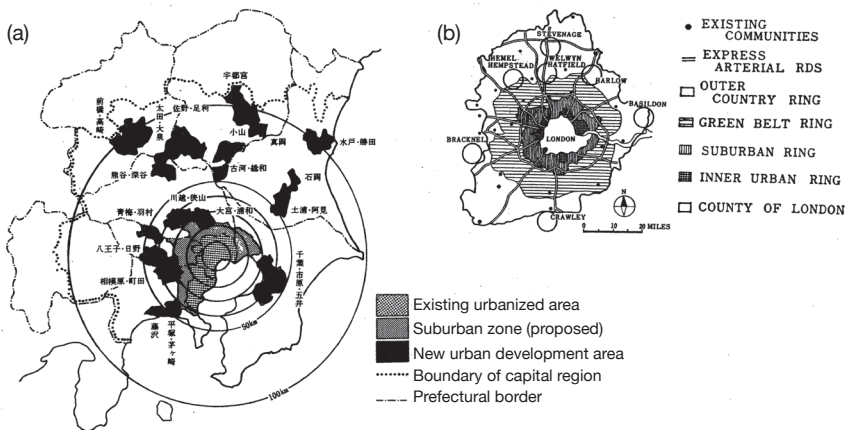 (a)
宇都宮
前橋・高崎
太田・大泉
佐野・足利
小山
真岡
水戸・勝田
熊谷・深谷
古河・総和
石岡
川越・狭山
青梅・羽村
大宮・浦和
土浦・阿見
八王子・日野
相模原・町田
千葉・市原・五井
藤沢
平塚・茅ヶ崎
50km
100km
Existing urbanized area
Suburban zone (proposed)
New urban development area
Boundary of capital region
Prefectural border
(b)
STEVENAGE
HEMEL
HEMPSTEAD
WELWYN
HATFIELD
HARLOW
BASILDON
BRACKNELL
LONDON
CRAWLEY
N
0 10 20 MILES
EXISTING
COMMUNITIES
EXPRESS
ARTERIAL RDS
OUTER
COUNTRY RING
GREEN BELT RING
SUBURBAN RING
INNER URBAN RING
COUNTY OF LONDON